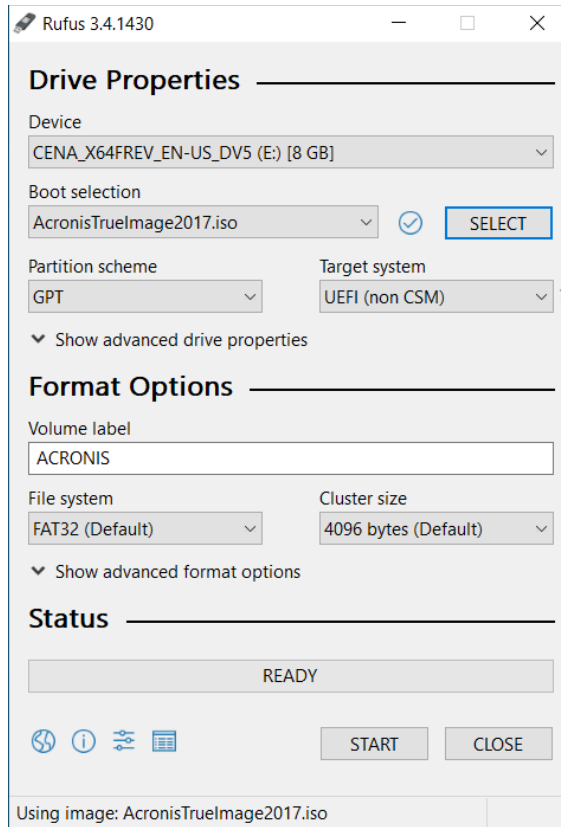 Rufus 3.4.1430
Drive Properties
Device
CENA_X64FREV_EN-US_DV5 (E:) [8 GB]
Boot selection
AcronisTrueImage2017.iso
SELECT
Partition scheme
Target system
GPT
UEFI (non CSM)
Show advanced drive properties
Format Options
Volume label
ACRONIS
File system
Cluster size
FAT32 (Default)
4096 bytes (Default)
Show advanced format options
Status
READY
START
CLOSE
Using image: AcronisTrueImage2017.iso